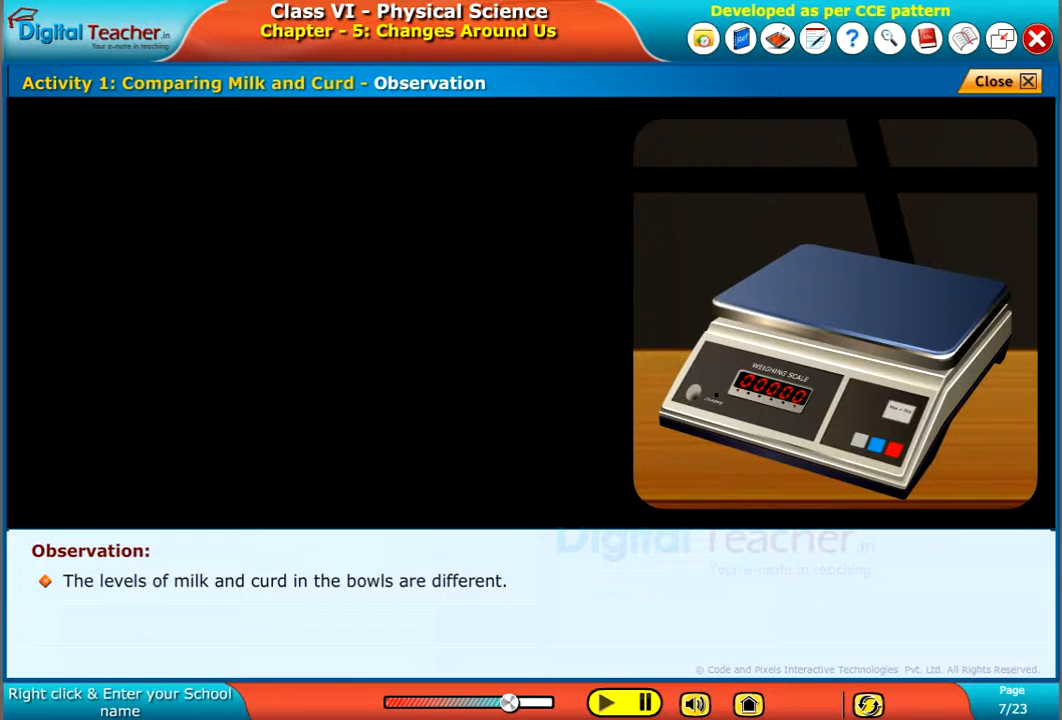 Digital Teacher.in
Your e-mate in teaching
Class VI - Physical Science
Chapter - 5: Changes Around Us
Developed as per CCE pattern
Activity 1: Comparing Milk and Curd - Observation
Close
WEIGHING SCALE
00000
Observation:
The levels of milk and curd in the bowls are different.
Digital Teacher.in
Your e-mate in teaching
© Code and Pixels Interactive Technologies Pvt. Ltd. All Rights Reserved.
Right click & Enter your School
name
Page
7/23